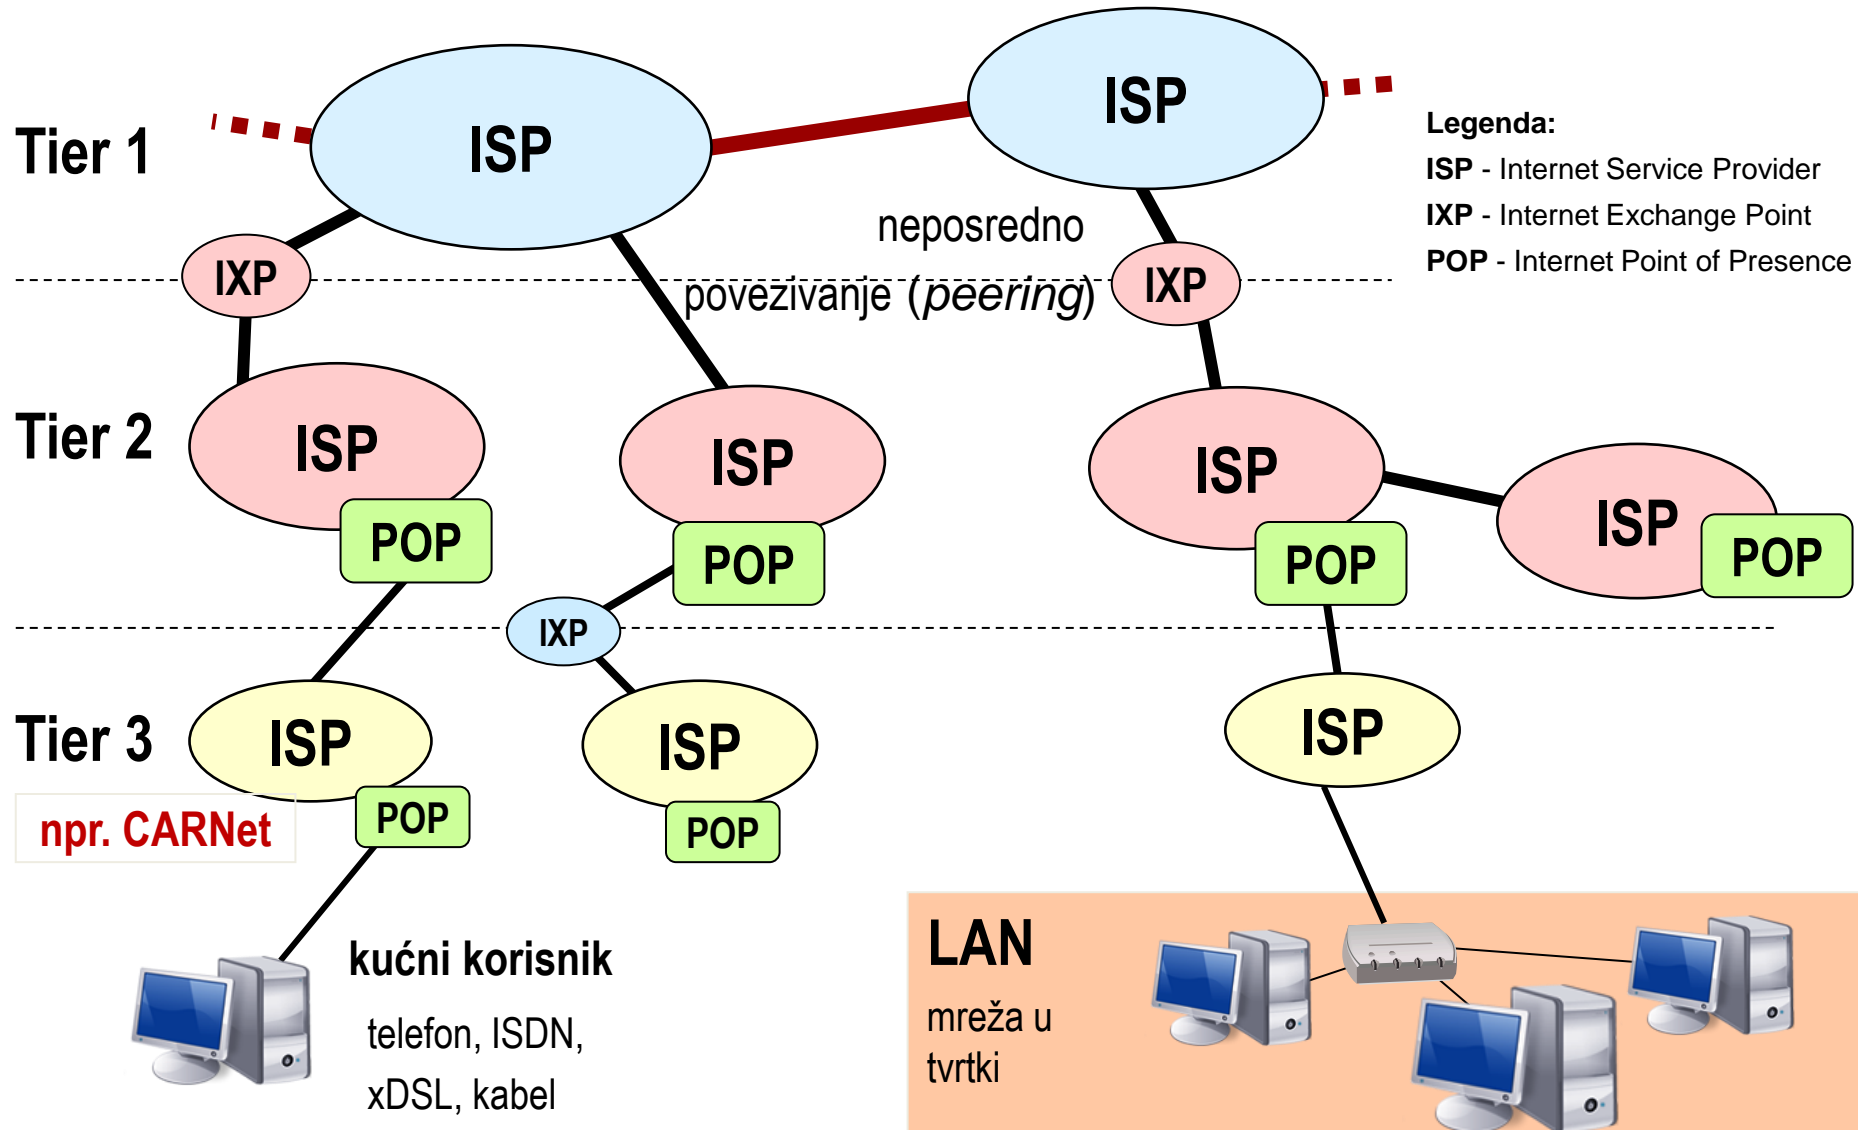 Tier 1
ISP
ISP
Legenda:
ISP - Internet Service Provider
IXP - Internet Exchange Point
POP - Internet Point of Presence
neposredno
povezivanje (peering)
IXP
IXP
Tier 2
ISP
ISP
ISP
ISP
POP
POP
POP
POP
IXP
Tier 3
ISP
ISP
ISP
npr. CARNet
POP
POP
kućni korisnik
telefon, ISDN,
xDSL, kabel
LAN
mreža u
tvrtki